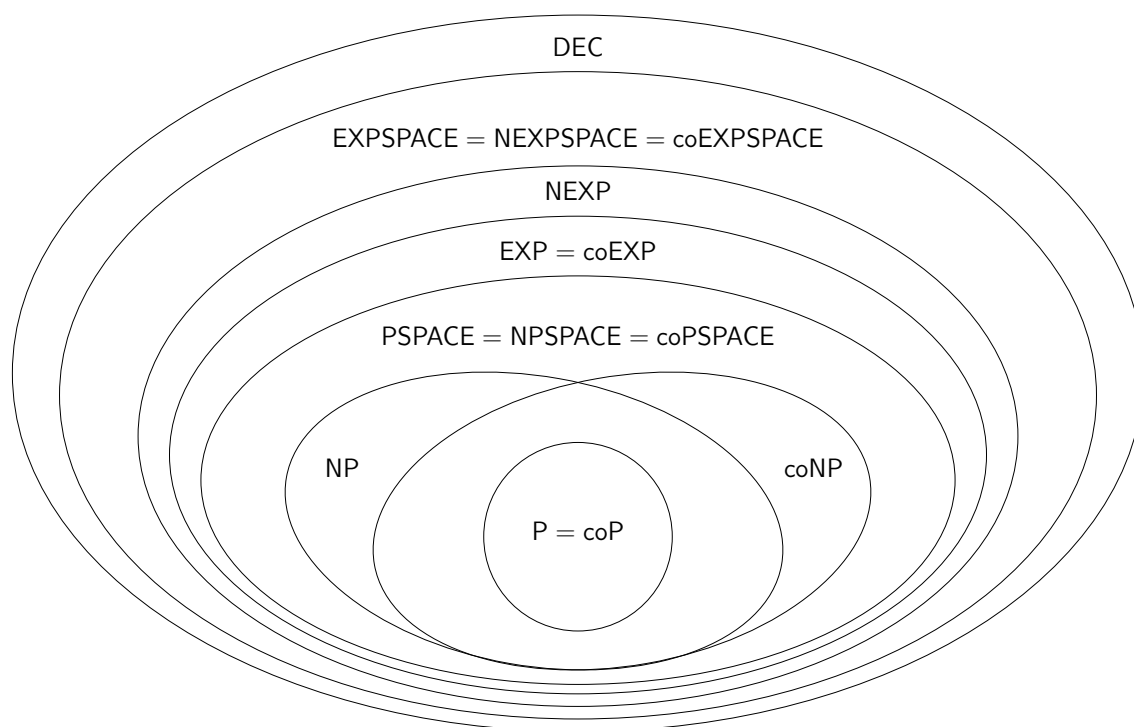 DEC
EXPSPACE = NEXPSPACE = coEXPSPACE
NEXP
EXP = coEXP
PSPACE = NPSPACE = coPSPACE
NP
coNP
P = coP